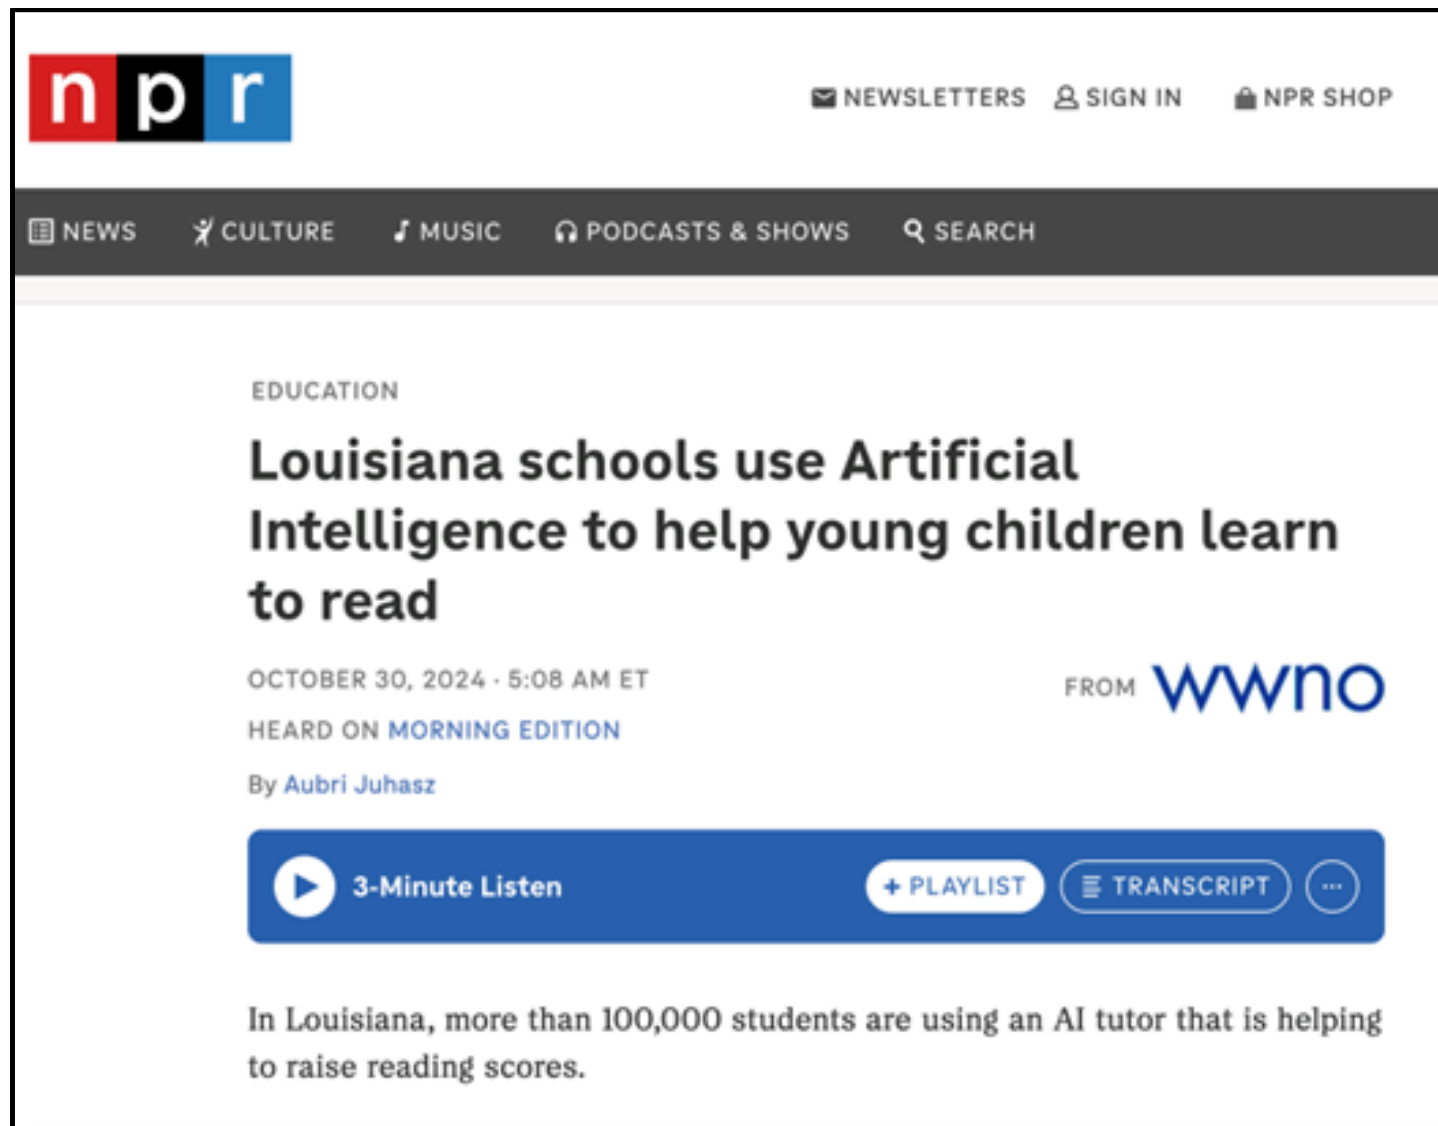 npr
NEWSLETTERS SIGN IN NPR SHOP
NEWS CULTURE MUSIC PODCASTS & SHOWS SEARCH
EDUCATION
Louisiana schools use Artificial
Intelligence to help young children learn
to read
OCTOBER 30, 2024 · 5:08 AM ET
FROM wwno
HEARD ON MORNING EDITION
By Aubri Juhasz
3-Minute Listen + PLAYLIST TRANSCRIPT ...
In Louisiana, more than 100,000 students are using an AI tutor that is helping
to raise reading scores.